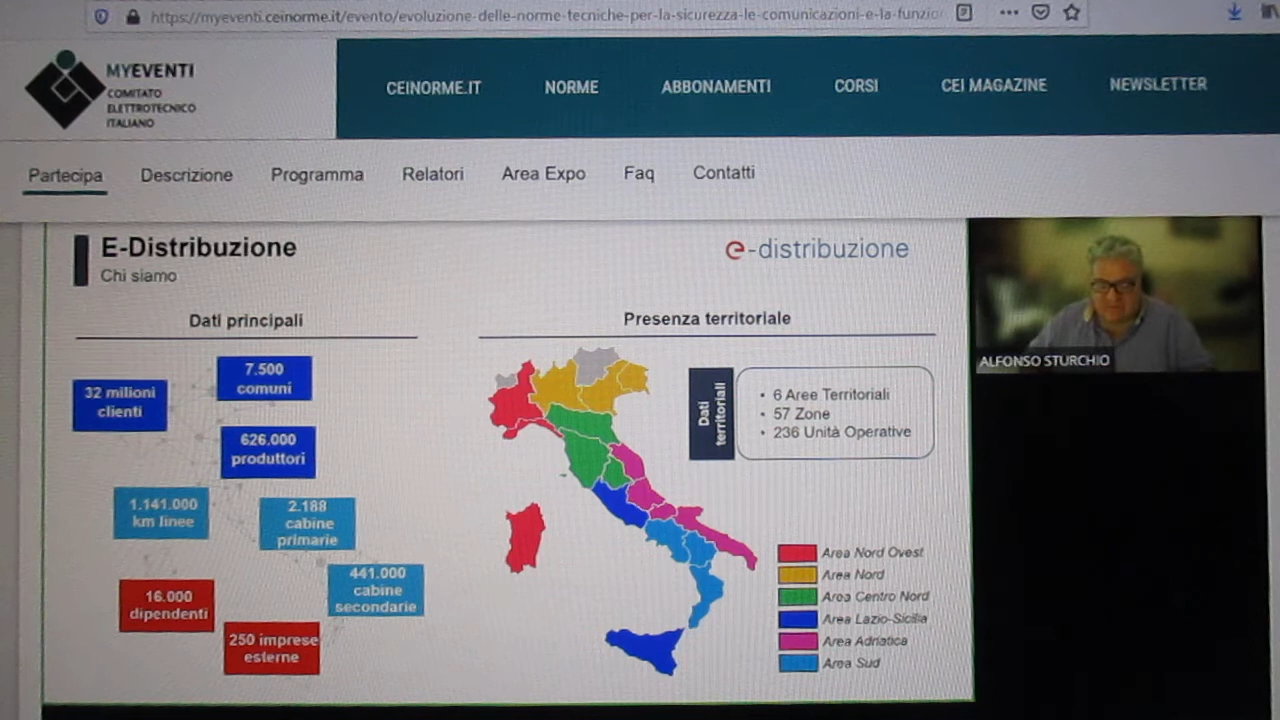 https://myeventi.ceinorme.it/evento/evoluzione-delle-norme-tecniche-per-la-sicurezza-le-comunicazioni-e-la-funzio
MYEVENTI
COMITATO
ELETTROTECNICO
ITALIANO
CEINORME.IT NORME ABBONAMENTI CORSI CEI MAGAZINE NEWSLETTER
Partecipa Descrizione Programma Relatori Area Expo Faq Contatti
E-Distribuzione
Chi siamo
e-distribuzione
Dati principali
32 milioni
clienti
7.500
comuni
626.000
produttori
1.141.000
km linee
2.188
cabine
primarie
441.000
cabine
secondarie
16.000
dipendenti
250 imprese
esterne
Presenza territoriale
Dati
territoriali
• 6 Aree Territoriali
• 57 Zone
• 236 Unità Operative
Area Nord Ovest
Area Nord
Area Centro Nord
Area Lazio-Sicilia
Area Adriatica
Area Sud
ALFONSO STURCHIO